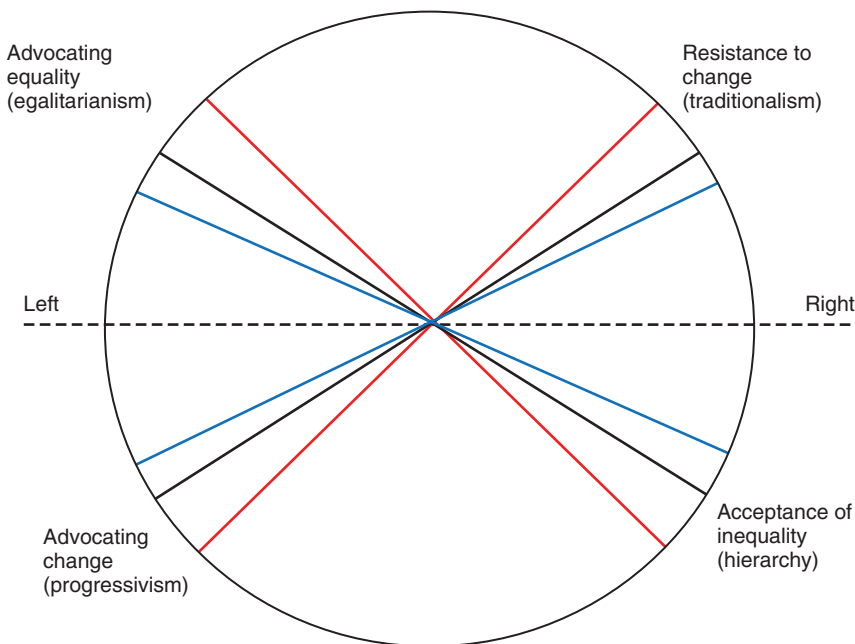 Advocating
equality
(egalitarianism)
Resistance to
change
(traditionalism)
Left
Right
Advocating
change
(progressivism)
Acceptance of
inequality
(hierarchy)